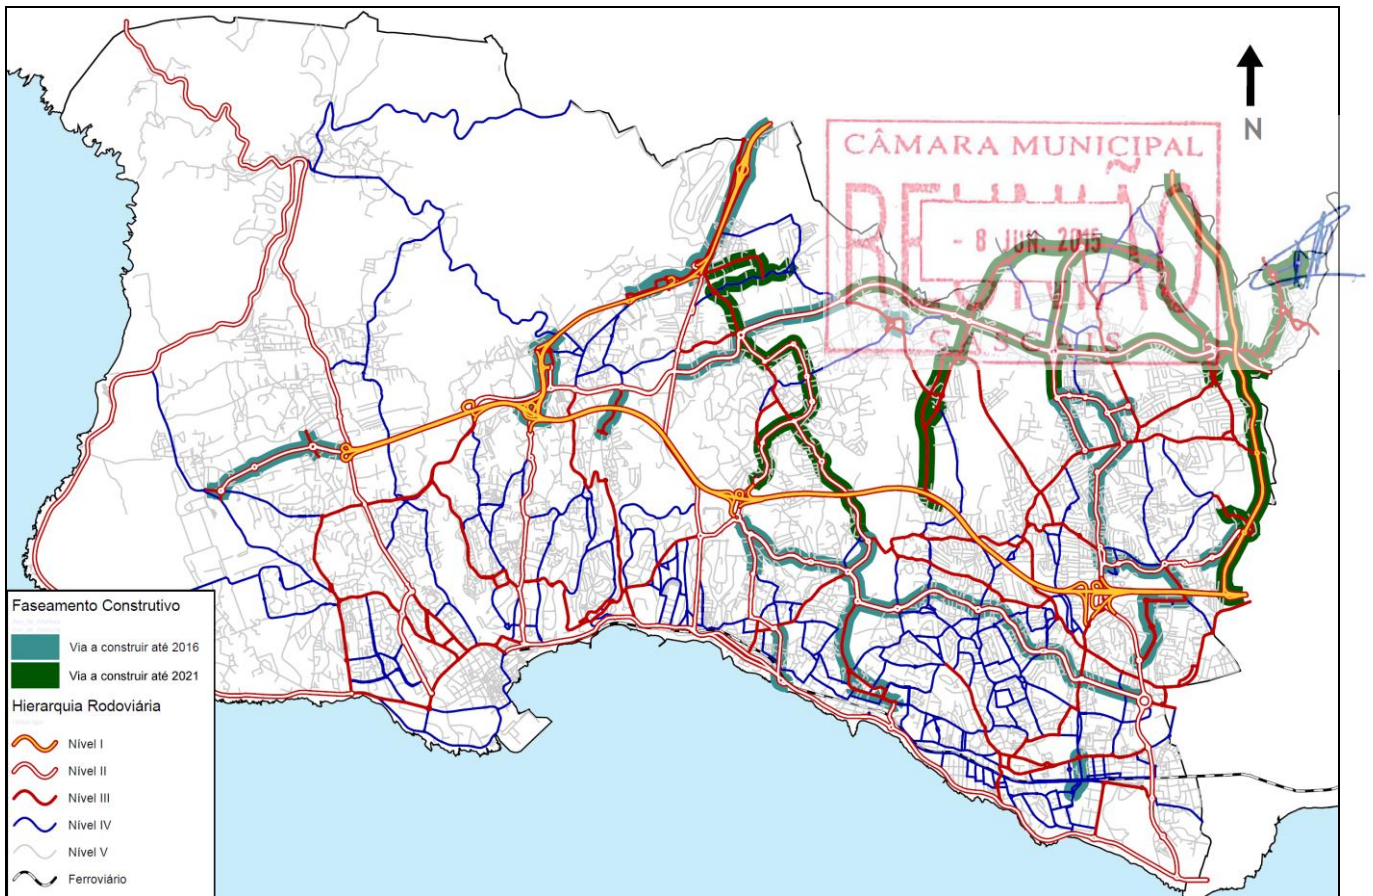 N
CÂMARA MUNICIPAL
REUNIÃO
- 8 JUN. 2015
CASCAIS
Faseamento Construtivo
Via a construir até 2016
Via a construir até 2021
Hierarquia Rodoviária
Nível I
Nível II
Nível III
Nível IV
Nível V
Ferroviário